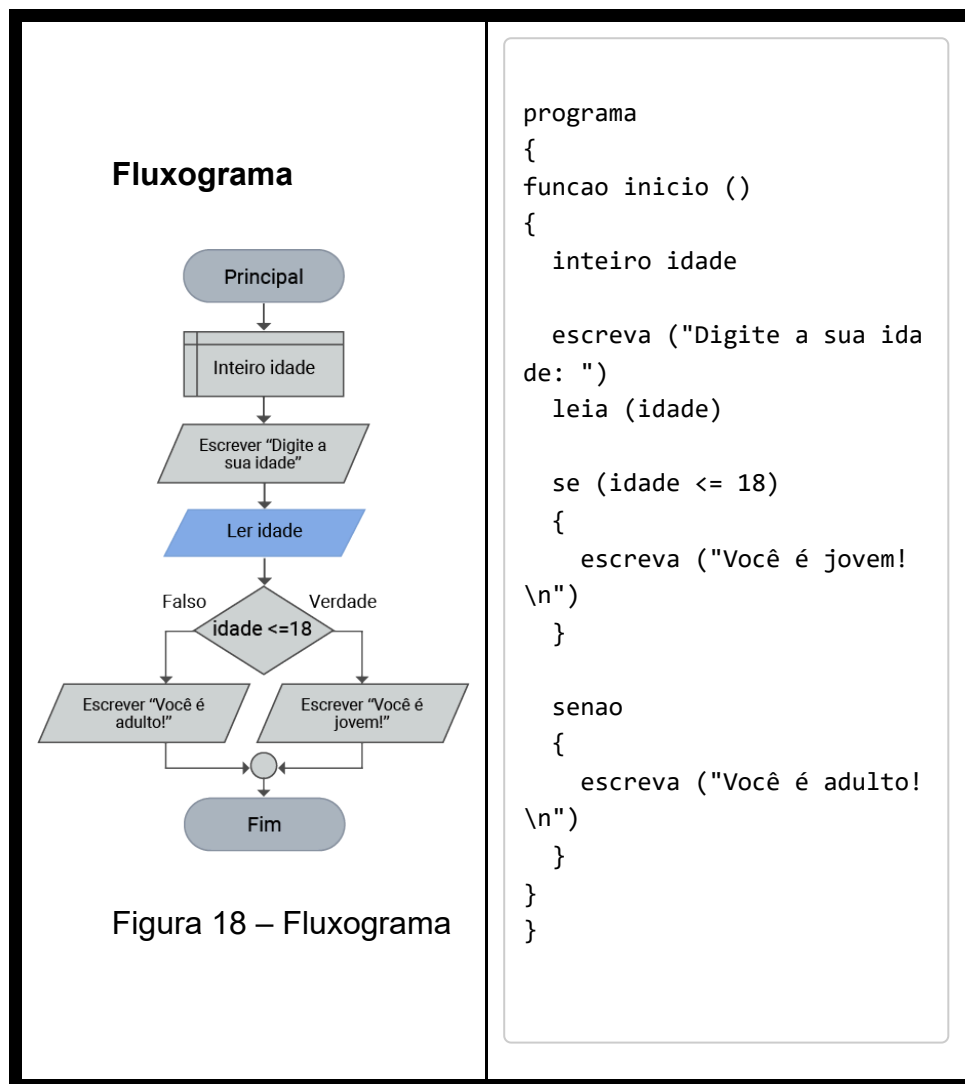 Fluxograma
Principal
Inteiro idade
Escrever “Digite a
sua idade”
Ler idade
Falso
Verdade
idade <=18
Escrever “Você é
adulto!”
Escrever “Você é
jovem!”
Fim
Figura 18 – Fluxograma
programa
{
funcao inicio ()
{
  inteiro idade
  escreva ("Digite a sua ida
de: ")
  leia (idade)
  se (idade <= 18)
  {
    escreva ("Você é jovem!
\n")
  }
  senao
  {
    escreva ("Você é adulto!
\n")
  }
}
}